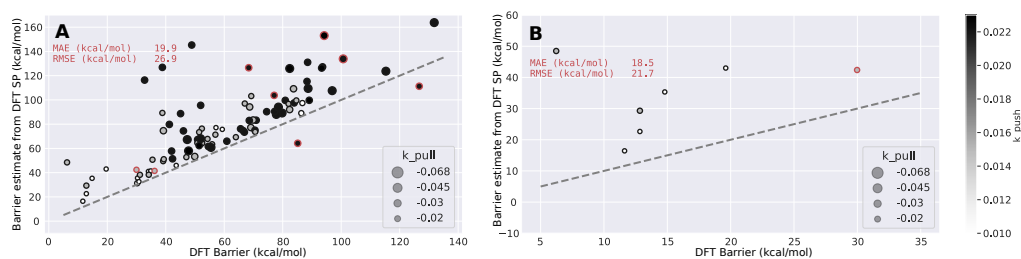 A
MAE (kcal/mol) 19.9
RMSE (kcal/mol) 26.9
Barrier estimate from DFT SP (kcal/mol)
160
140
120
100
80
60
40
20
0
0 20 40 60 80 100 120 140
DFT Barrier (kcal/mol)
k_pull
-0.068
-0.045
-0.03
-0.02
B
MAE (kcal/mol) 18.5
RMSE (kcal/mol) 21.7
Barrier estimate from DFT SP (kcal/mol)
60
50
40
30
20
10
0
−10
5 10 15 20 25 30 35
DFT Barrier (kcal/mol)
k_pull
-0.068
-0.045
-0.03
-0.02
0.022
0.020
0.018
0.016
0.014
0.012
0.010
k_push